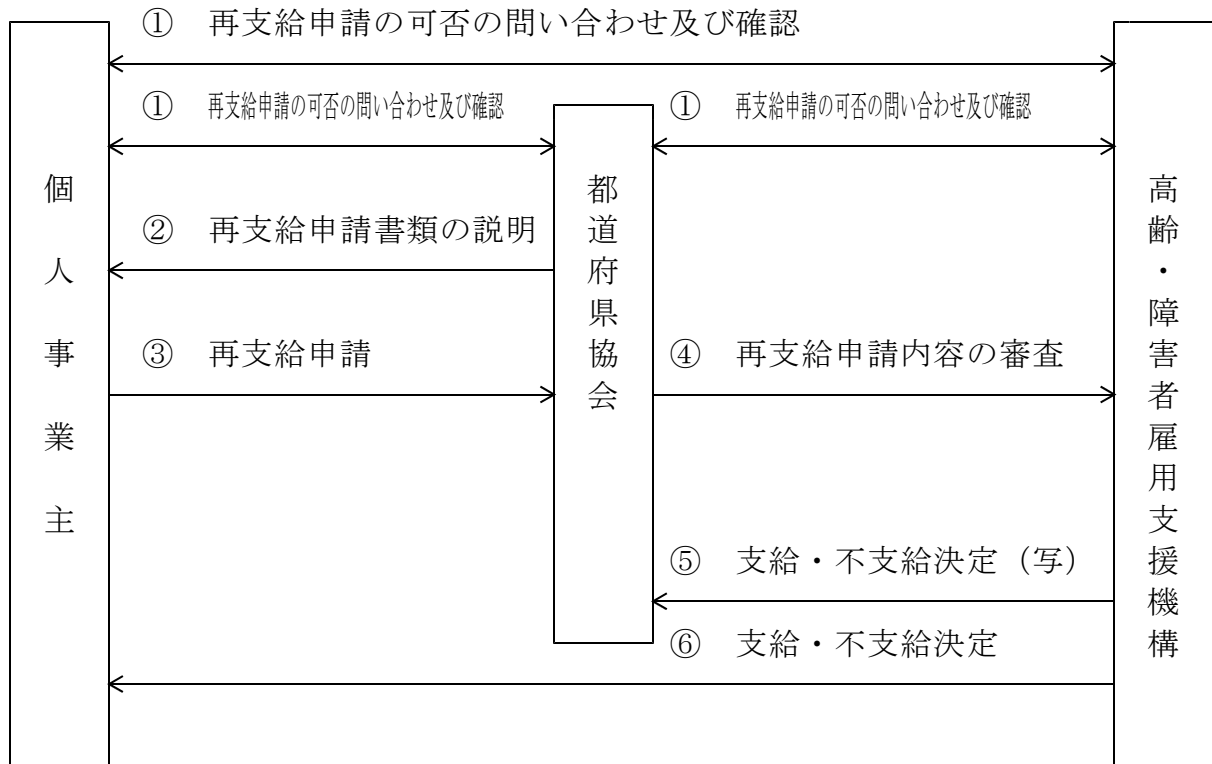 ① 再支給申請の可否の問い合わせ及び確認
① 再支給申請の可否の問い合わせ及び確認
① 再支給申請の可否の問い合わせ及び確認
個人事業主
都道府県協会
高齢・障害者雇用支援機構
② 再支給申請書類の説明
③ 再支給申請
④ 再支給申請内容の審査
⑤ 支給・不支給決定（写）
⑥ 支給・不支給決定